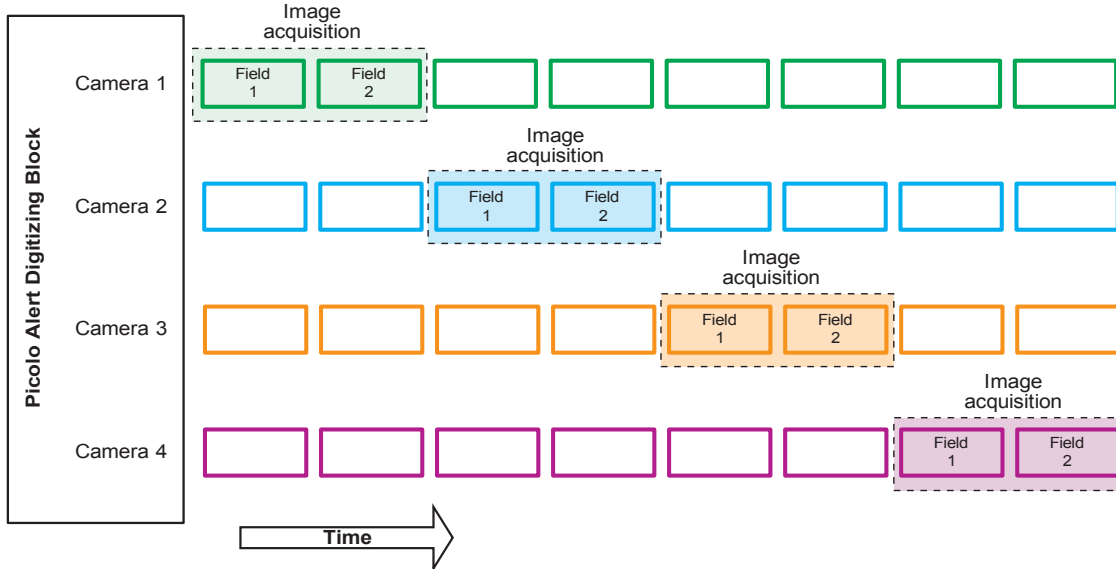 Picolo Alert Digitizing Block
Image
acquisition
Camera 1
Field
1
Field
2
Image
acquisition
Camera 2
Field
1
Field
2
Image
acquisition
Camera 3
Field
1
Field
2
Image
acquisition
Camera 4
Field
1
Field
2
Time